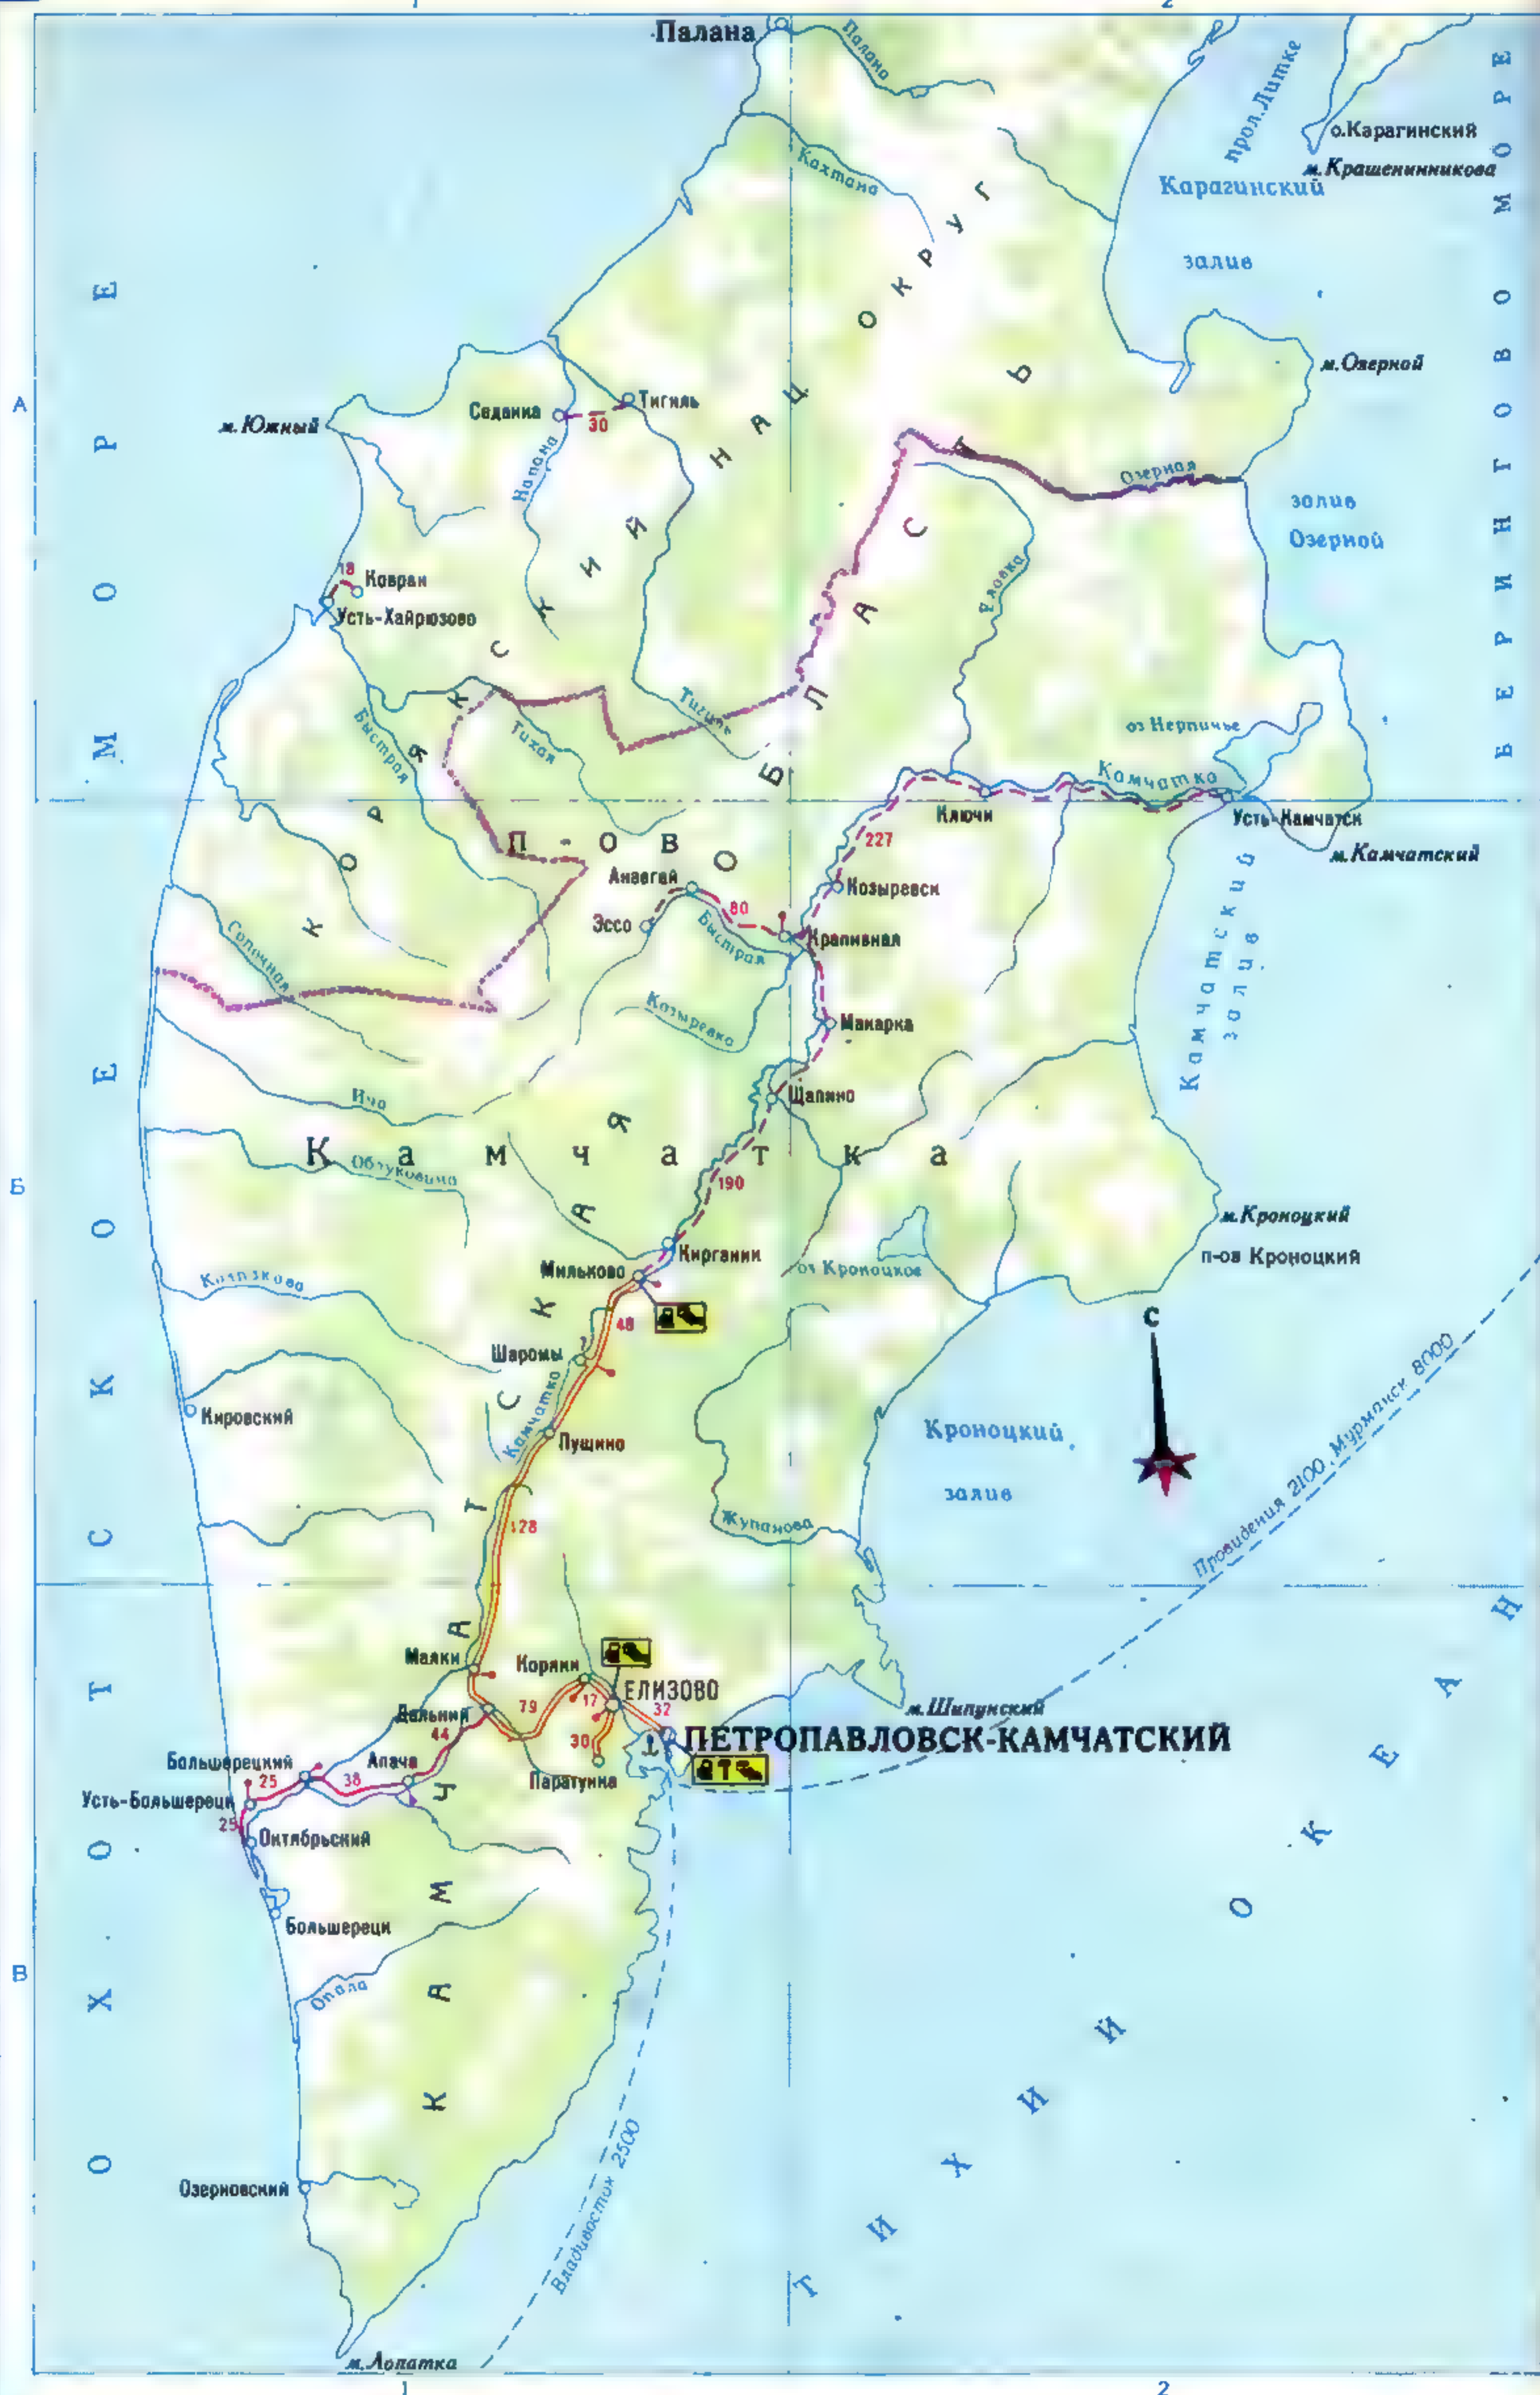 1
2
Палана
Палана
прол.Литке
о.Карагинский
м.Крашенинникова
Карагинский
залив
Кахтана
БЕРИНГОВО МОРЕ
А
м.Озерной
м.Южный
Седанка
30
Тигиль
Напана
Озерная
залив
Озерной
Еловка
18
Ковран
Усть-Хайрюзово
КОРЯКСКИЙ НАЦ ОКРУГ
Быстрая
Тихая
Тигиль
оз Нерпичье
Камчатка
Ключи
Усть-Камчатск
м.Камчатский
227
П-ОВ
Анавгай
Козыревск
80
Эссо
Быстрая
Крапивная
Сопочная
Козыревка
Макарка
Камчатский
залив
Ича
Щапино
Камчатка
Облуковина
190
Б
м.Кроноцкий
п-ов Кроноцкий
Кирганик
оз Кроноцкое
Мильково
Колпакова
48
С
Шаромы
Камчатка
Кировский
Пущино
Кроноцкий
залив
Провидения 2100, Мурманск 8000
Жупанова
128
КАМЧАТСКАЯ ОБЛАСТЬ
Малки
Коряки
ЕЛИЗОВО
79
17
32
м.Шипунский
Дальний
44
30
ПЕТРОПАВЛОВСК-КАМЧАТСКИЙ
Большерецкий
Апача
25
38
Паратунка
Усть-Большерецк
25
Октябрьский
Большерецк
В
Опала
Озерновский
Владивосток 2500
м.Лопатка
ОХОТСКОЕ МОРЕ
ТИХИЙ ОКЕАН
1
2